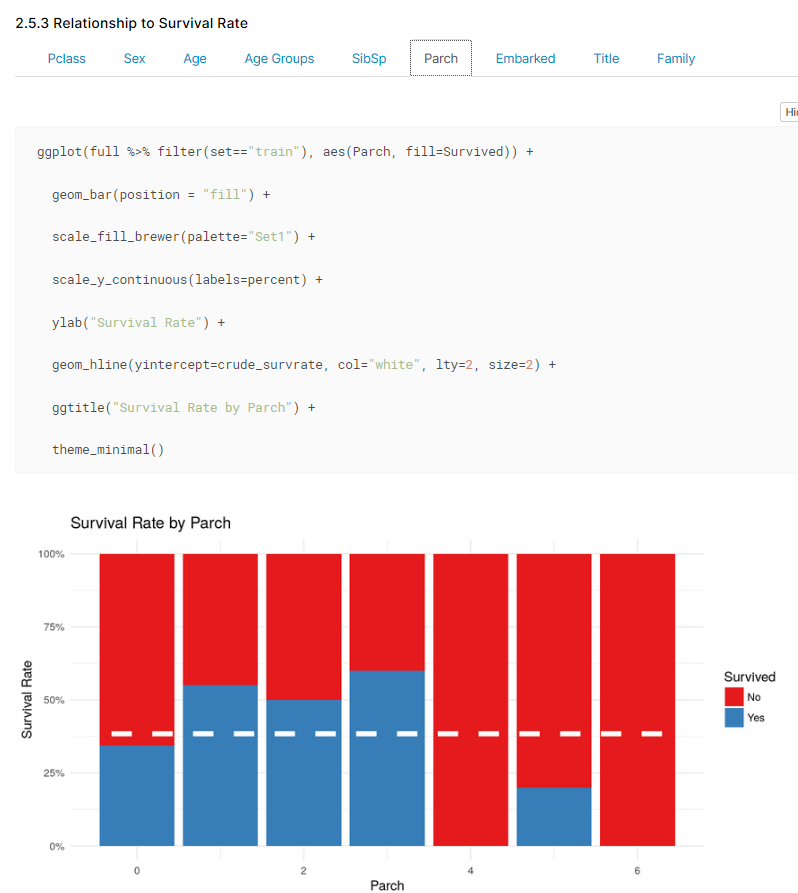 2.5.3 Relationship to Survival Rate
Pclass Sex Age Age Groups SibSp Parch Embarked Title Family
ggplot(full %>% filter(set=="train"), aes(Parch, fill=Survived)) +
geom_bar(position = "fill") +
scale_fill_brewer(palette="Set1") +
scale_y_continuous(labels=percent) +
ylab("Survival Rate") +
geom_hline(yintercept=crude_survrate, col="white", lty=2, size=2) +
ggtitle("Survival Rate by Parch") +
theme_minimal()
Survival Rate by Parch
100%
75%
50%
25%
0%
Survival Rate
0 2 4 6
Parch
Survived
No
Yes